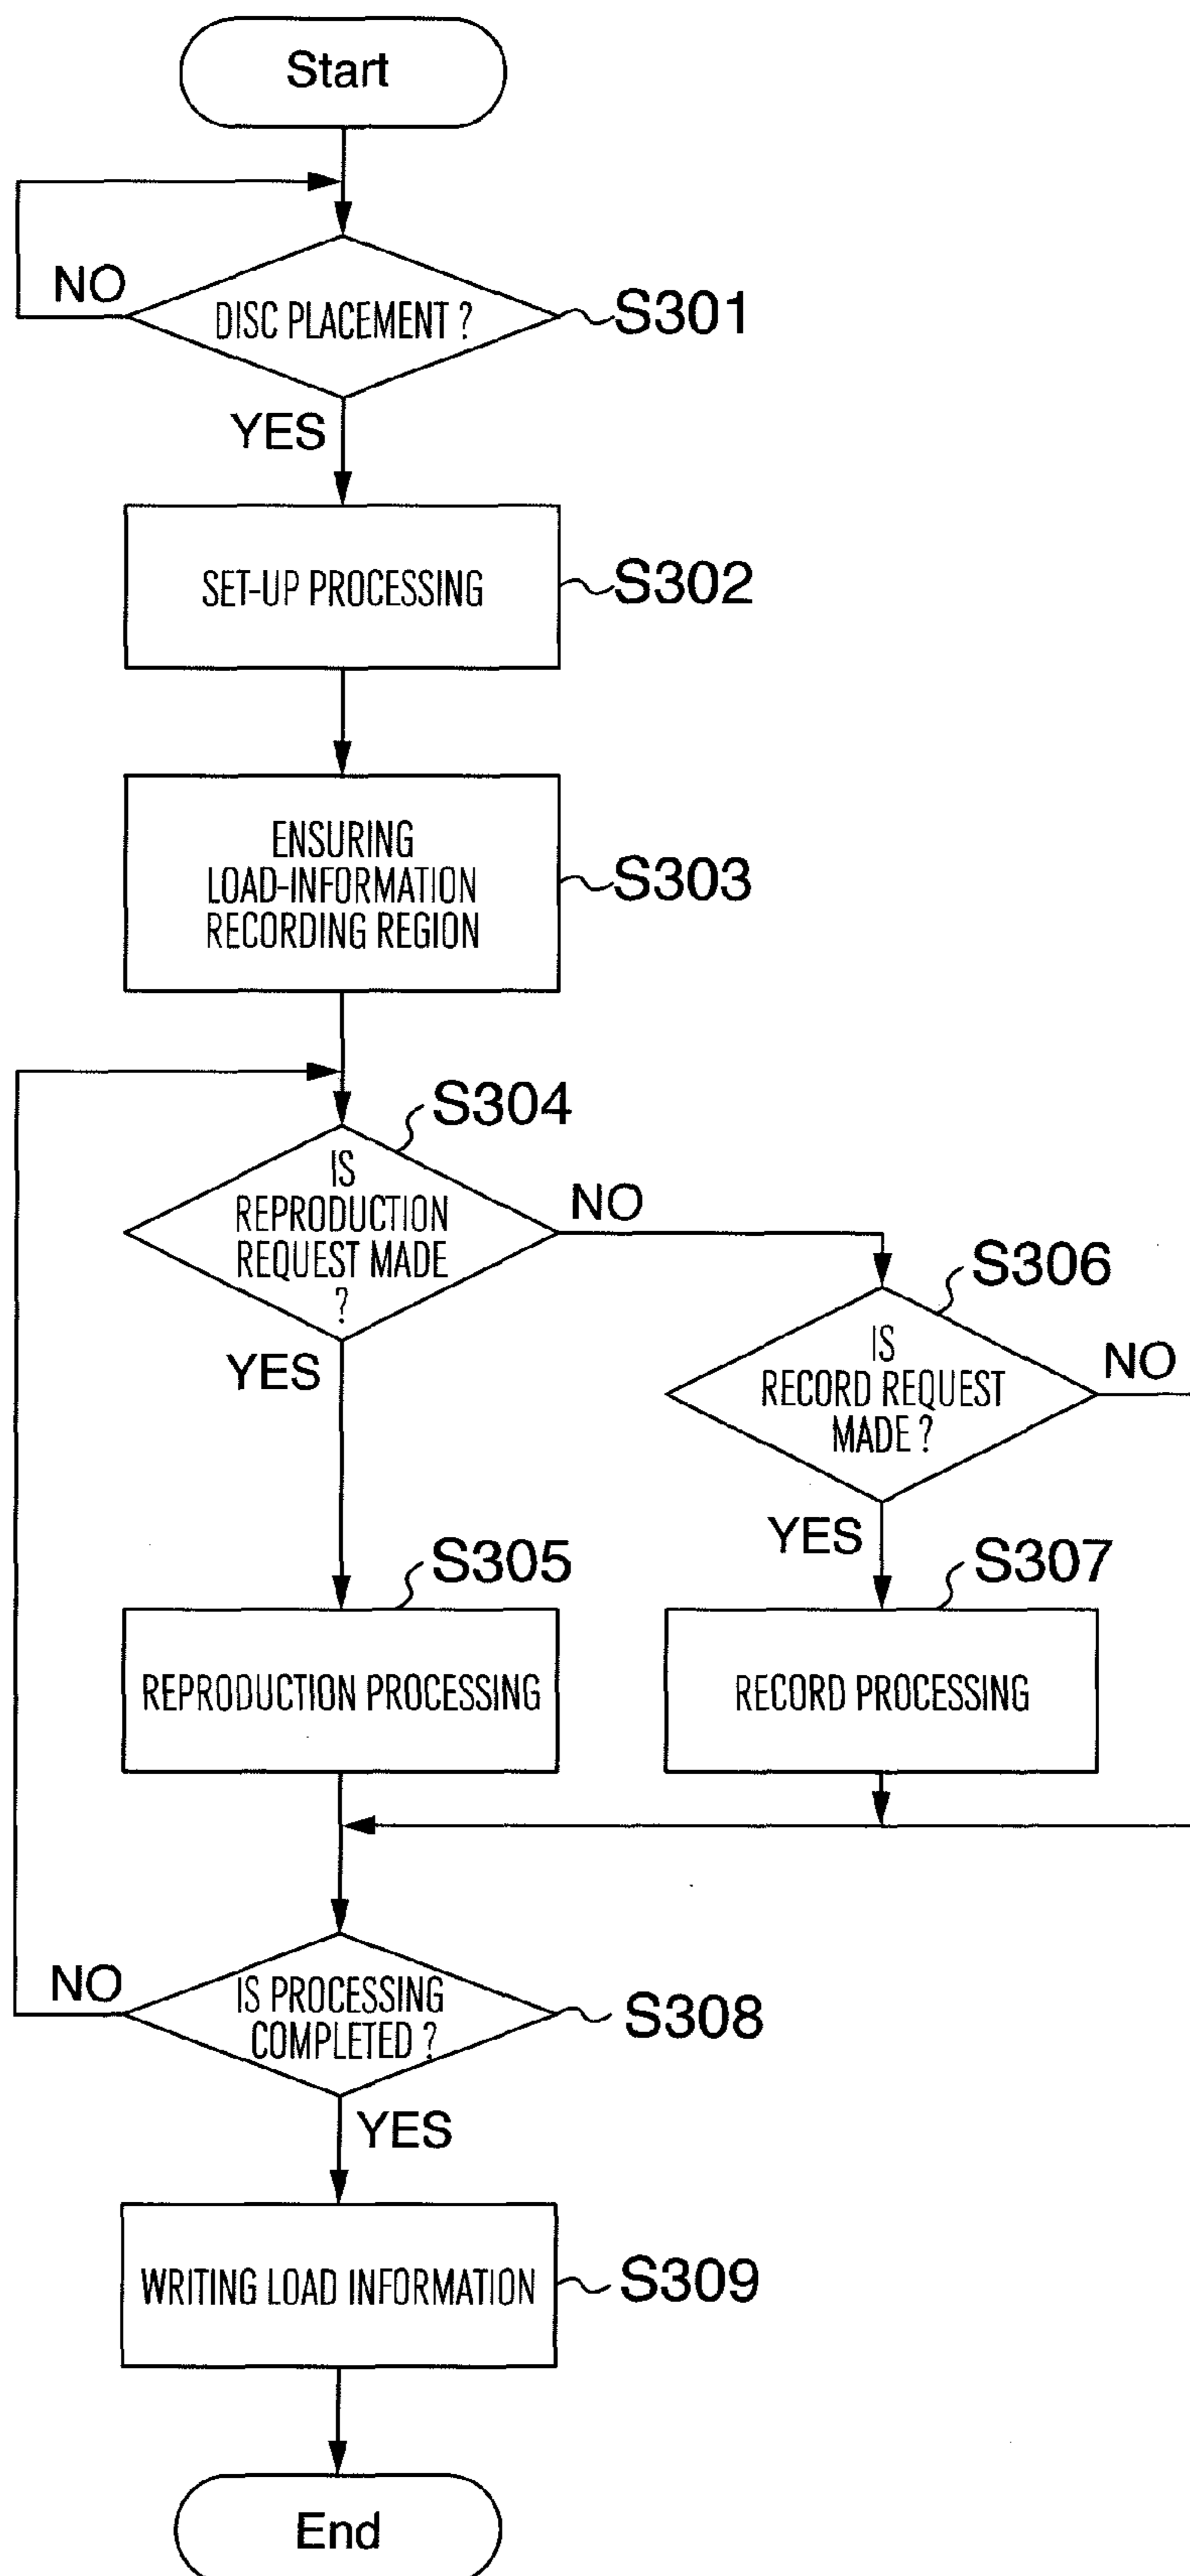 Start
NO
DISC PLACEMENT ?
S301
YES
SET-UP PROCESSING
S302
ENSURING
LOAD-INFORMATION
RECORDING REGION
S303
S304
IS
REPRODUCTION
REQUEST MADE
?
NO
YES
S306
IS
RECORD REQUEST
MADE ?
NO
YES
S305
REPRODUCTION PROCESSING
S307
RECORD PROCESSING
NO
IS PROCESSING
COMPLETED ?
S308
YES
WRITING LOAD INFORMATION
S309
End